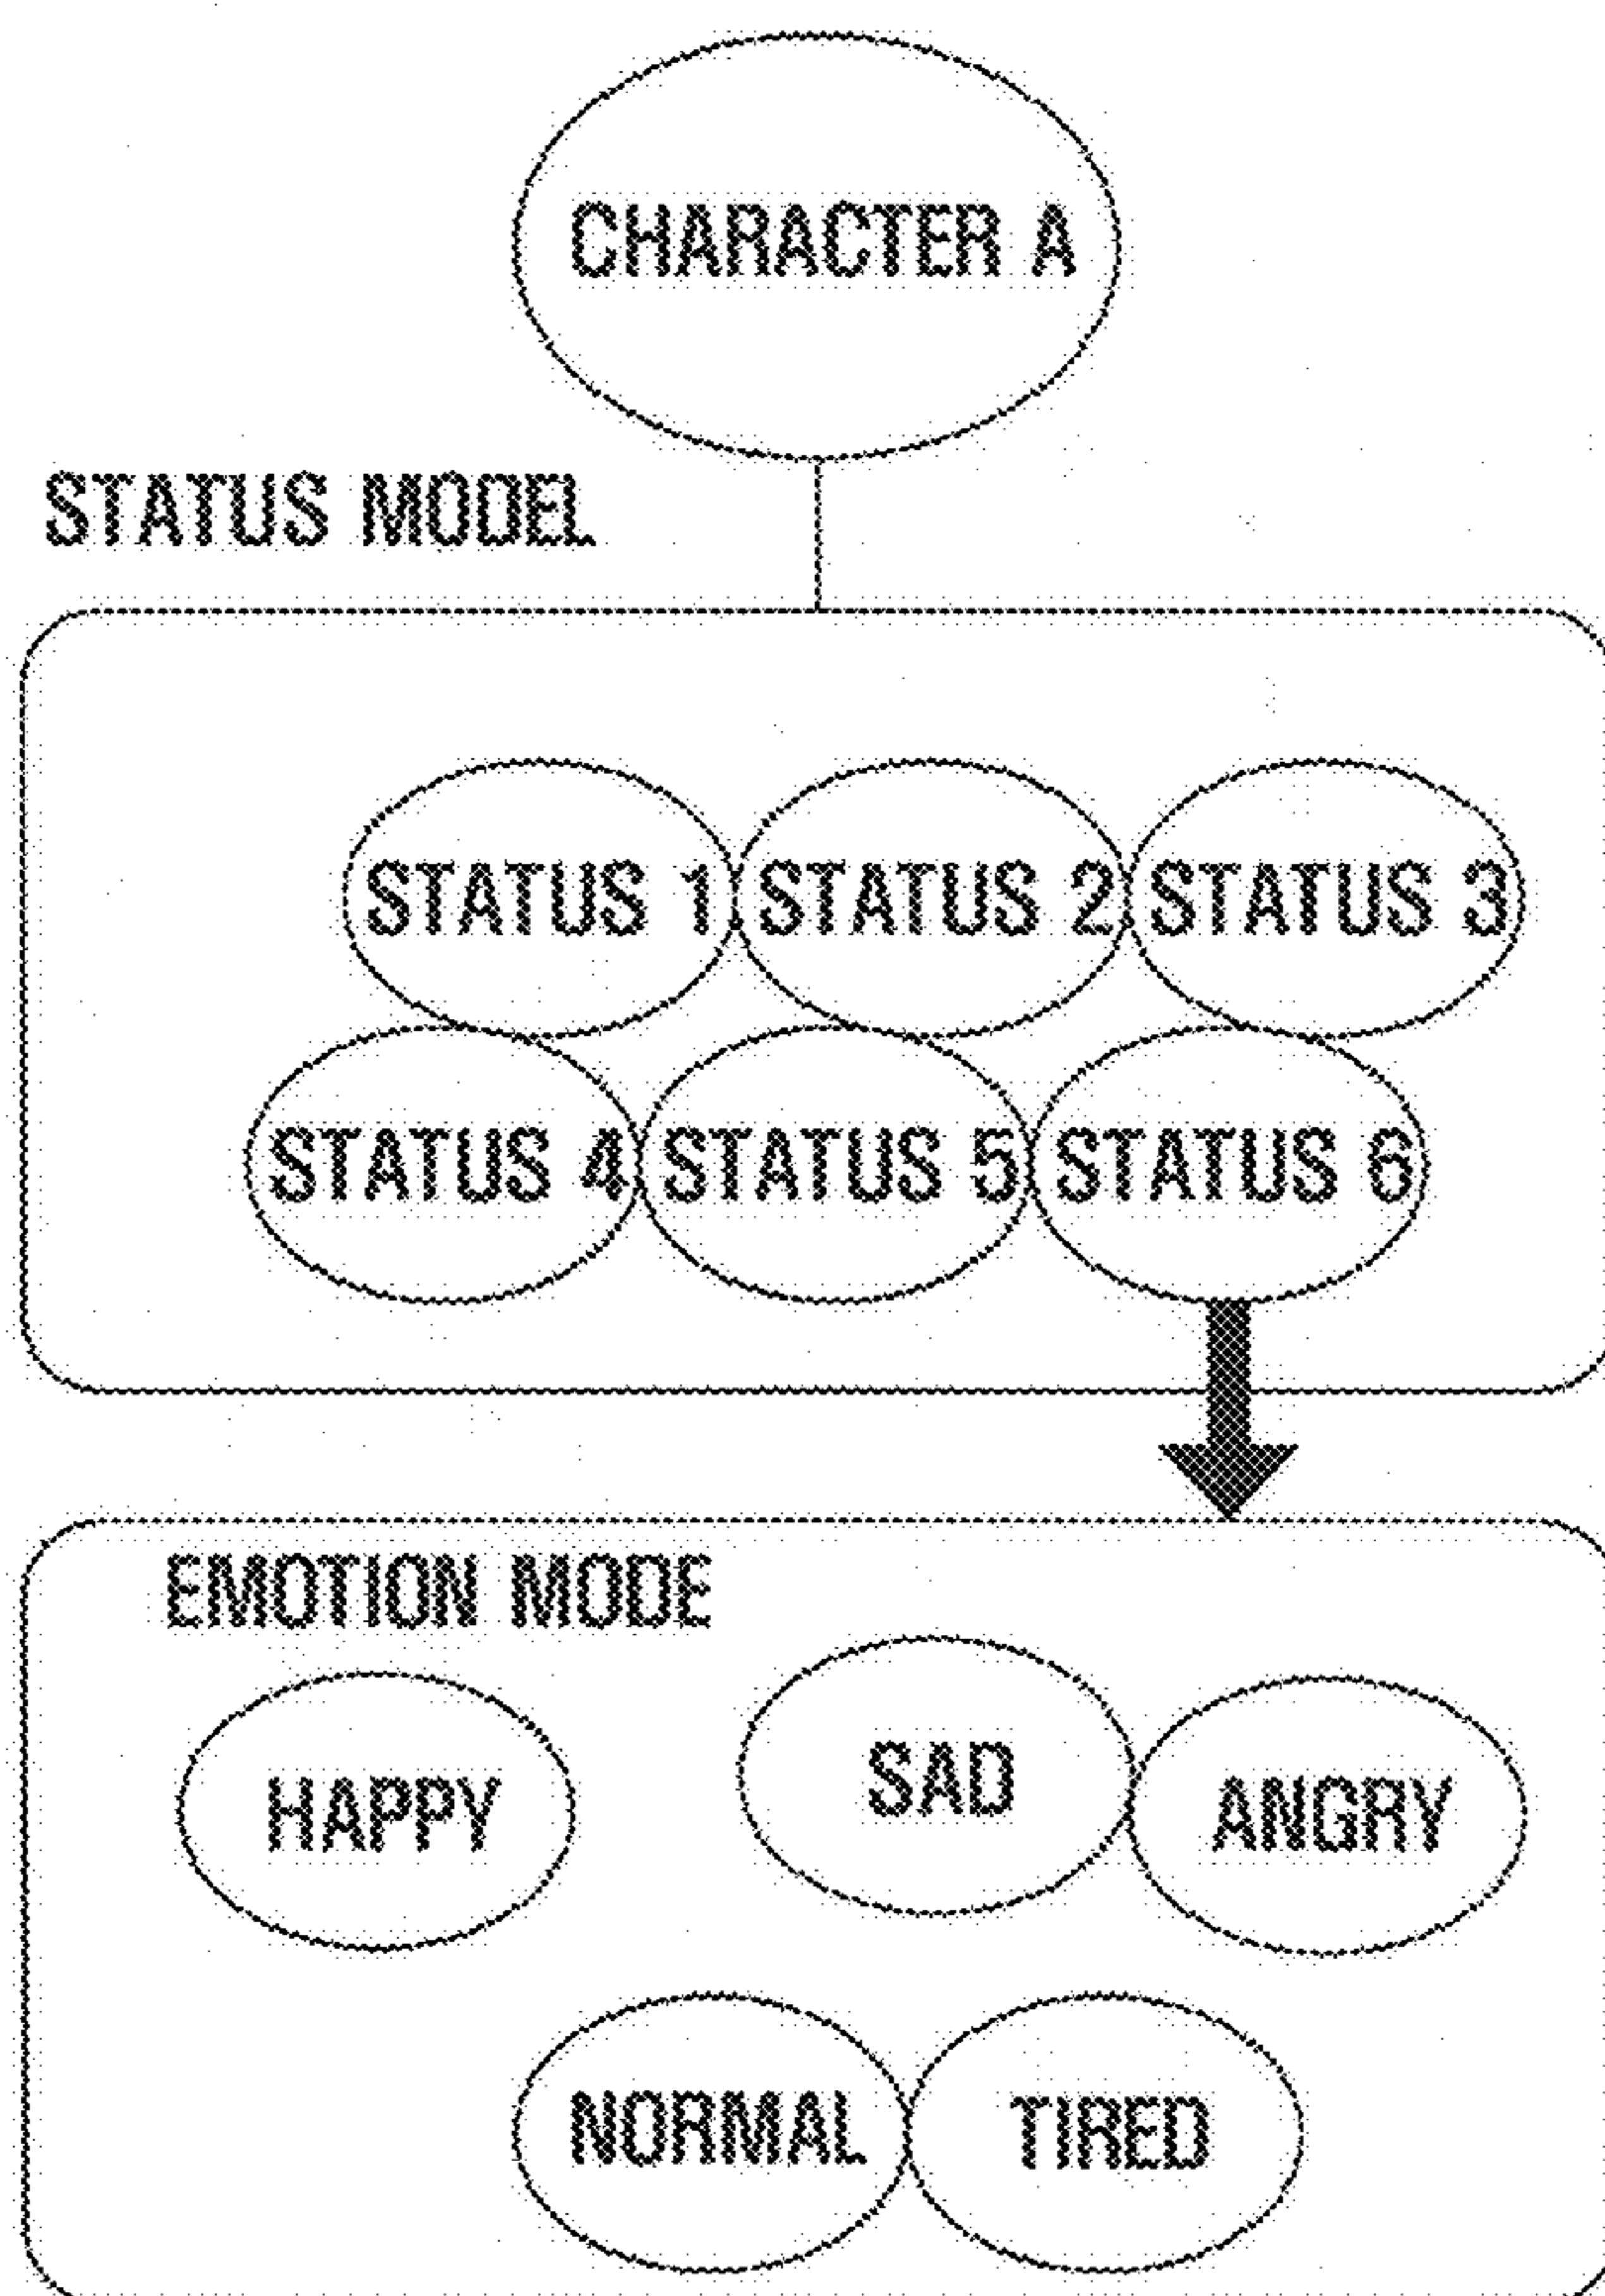 CHARACTER A
STATUS MODEL
STATUS 1 STATUS 2 STATUS 3
STATUS 4 STATUS 5 STATUS 6
EMOTION MODE
HAPPY SAD ANGRY
NORMAL TIRED